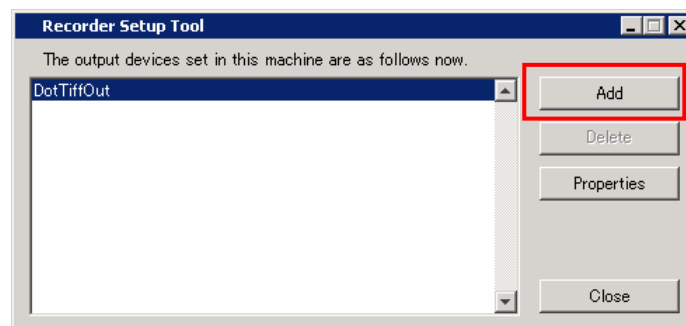 Recorder Setup Tool
The output devices set in this machine are as follows now.
DotTiffOut
Add
Delete
Properties
Close